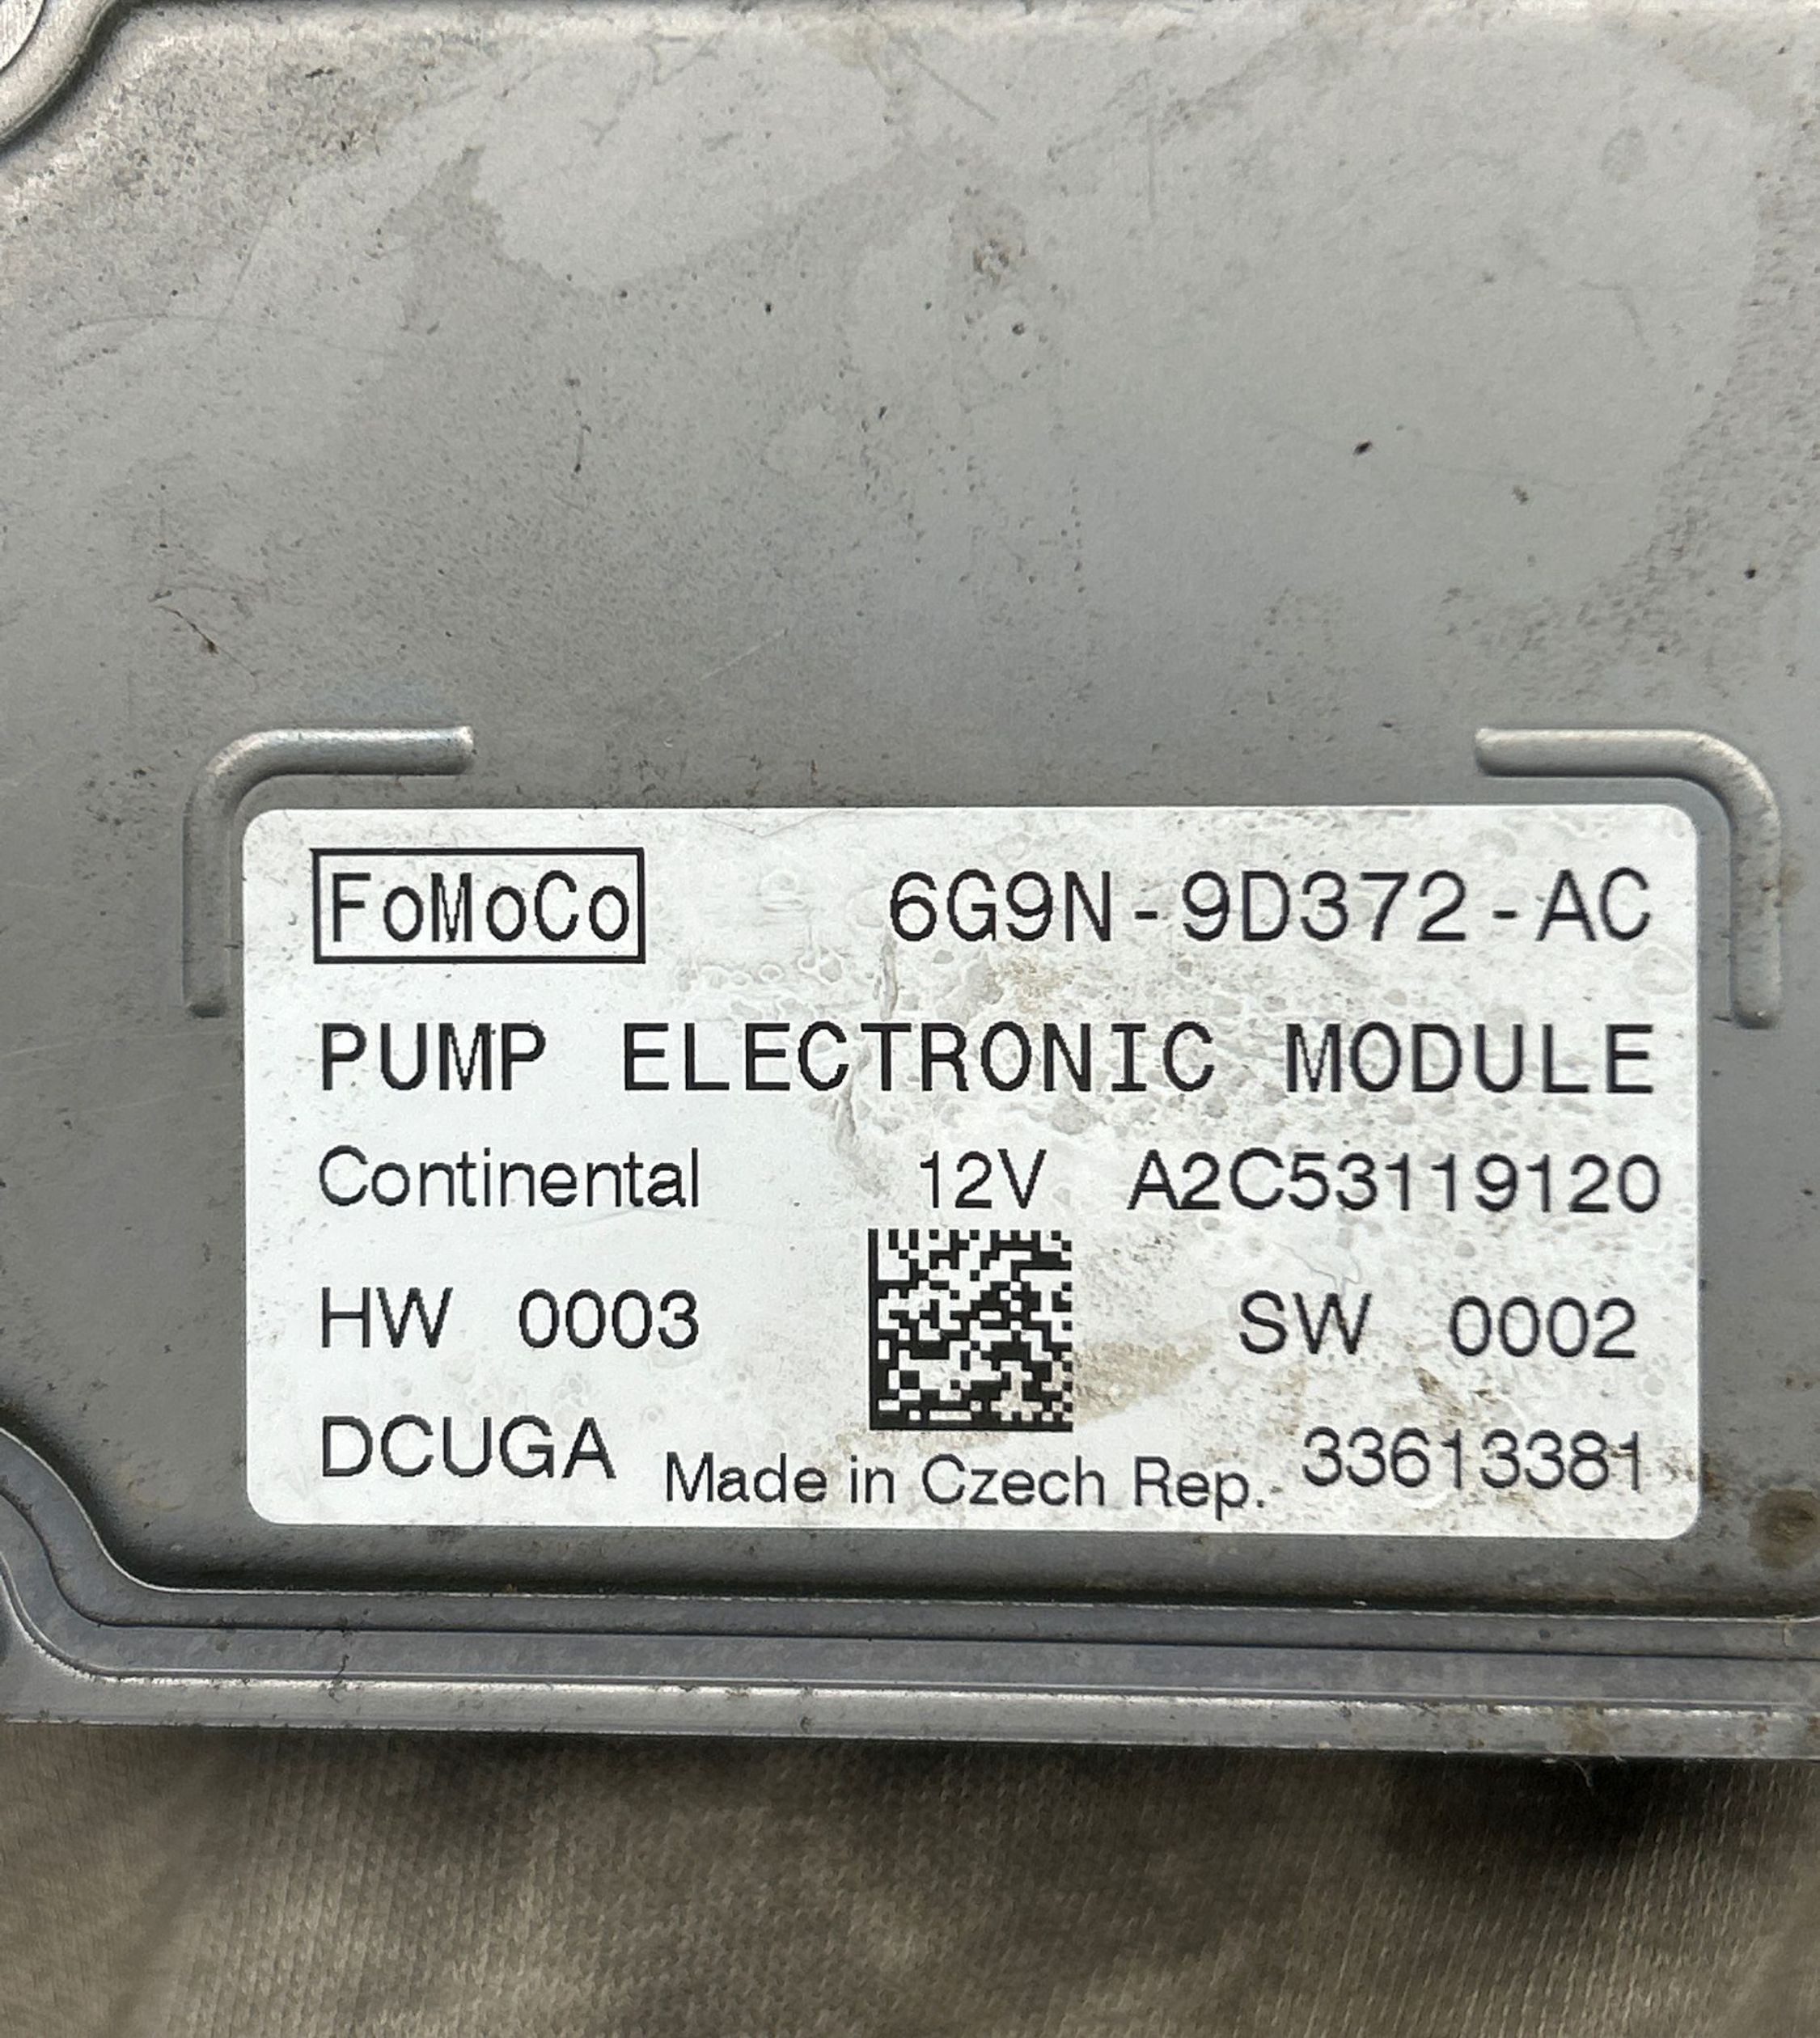 FoMoCo 6G9N-9D372-AC
PUMP ELECTRONIC MODULE
Continental 12V A2C53119120
HW 0003 SW 0002
DCUGA Made in Czech Rep. 33613381